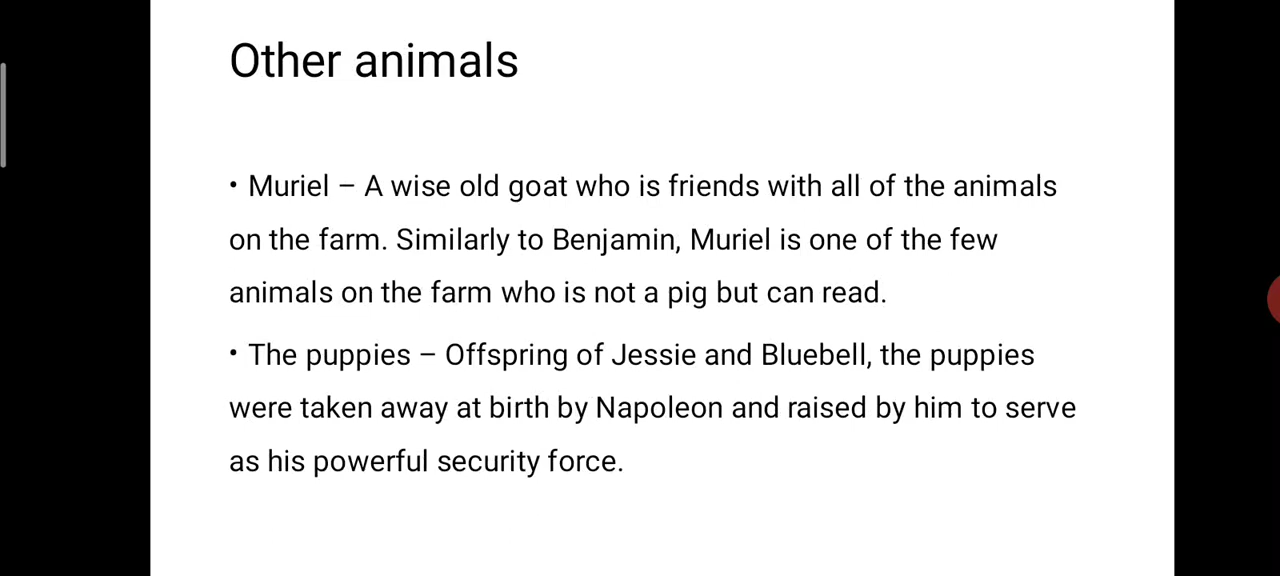 Other animals
• Muriel – A wise old goat who is friends with all of the animals
on the farm. Similarly to Benjamin, Muriel is one of the few
animals on the farm who is not a pig but can read.
• The puppies – Offspring of Jessie and Bluebell, the puppies
were taken away at birth by Napoleon and raised by him to serve
as his powerful security force.